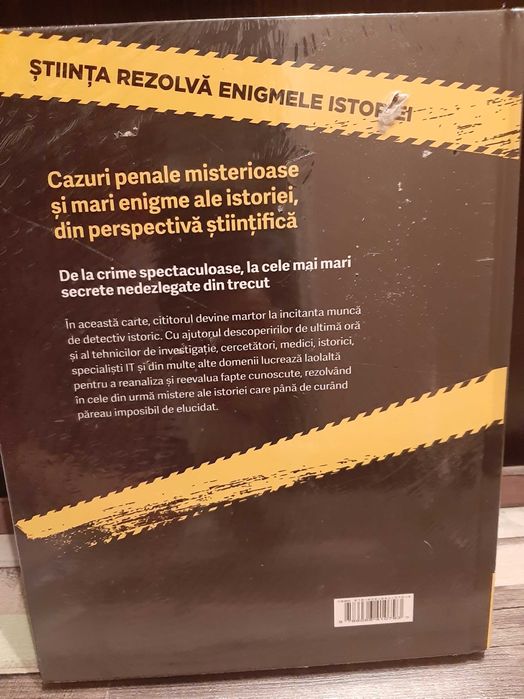 ȘTIINȚA REZOLVĂ ENIGMELE ISTORIEI
Cazuri penale misterioase
și mari enigme ale istoriei,
din perspectivă științifică
De la crime spectaculoase, la cele mai mari
secrete nedezlegate din trecut
În această carte, cititorul devine martor la incitanta muncă
de detectiv istoric. Cu ajutorul descoperirilor de ultimă oră
și al tehnicilor de investigație, cercetători, medici, istorici,
specialiști IT și din multe alte domenii lucrează laolaltă
pentru a reanaliza și reevalua fapte cunoscute, rezolvând
în cele din urmă mistere ale istoriei care până de curând
păreau imposibil de elucidat.